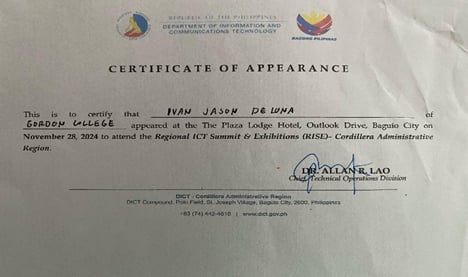 REPUBLIC OF THE PHILIPPINES
DEPARTMENT OF INFORMATION AND
COMMUNICATIONS TECHNOLOGY
BAGONG PILIPINAS
CERTIFICATE OF APPEARANCE
This is to certify that IVAN JASON DE LUNA of
GORDON COLLEGE appeared at the The Plaza Lodge Hotel, Outlook Drive, Baguio City on
November 28, 2024 to attend the Regional ICT Summit & Exhibitions (RISE)- Cordillera Administrative
Region.
DR. ALLAN R. LAO
Chief, Technical Operations Division
DICT - Cordillera Administrative Region
DICT Compound, Polo Field, St. Joseph Village, Baguio City, 2600, Philippines
+63 (74) 442-4616 | www.dict.gov.ph